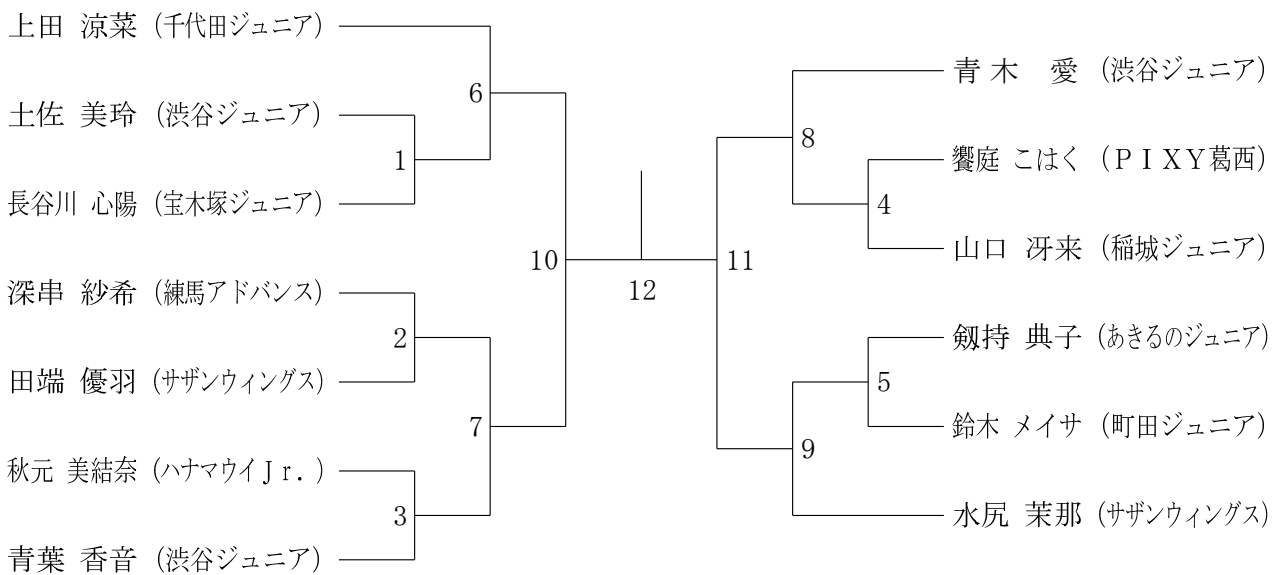 上田 涼菜 (千代田ジュニア)
土佐 美玲 (渋谷ジュニア)
長谷川 心陽 (宝木塚ジュニア)
深串 紗希 (練馬アドバンス)
田端 優羽 (サザンウィングス)
秋元 美結奈 (ハナマウイJr.)
青葉 香音 (渋谷ジュニア)
6
1
2
7
3
10
12
11
8
4
5
9
青木 愛 (渋谷ジュニア)
饗庭 こはく (PIXY葛西)
山口 冴来 (稲城ジュニア)
剱持 典子 (あきるのジュニア)
鈴木 メイサ (町田ジュニア)
水尻 茉那 (サザンウィングス)